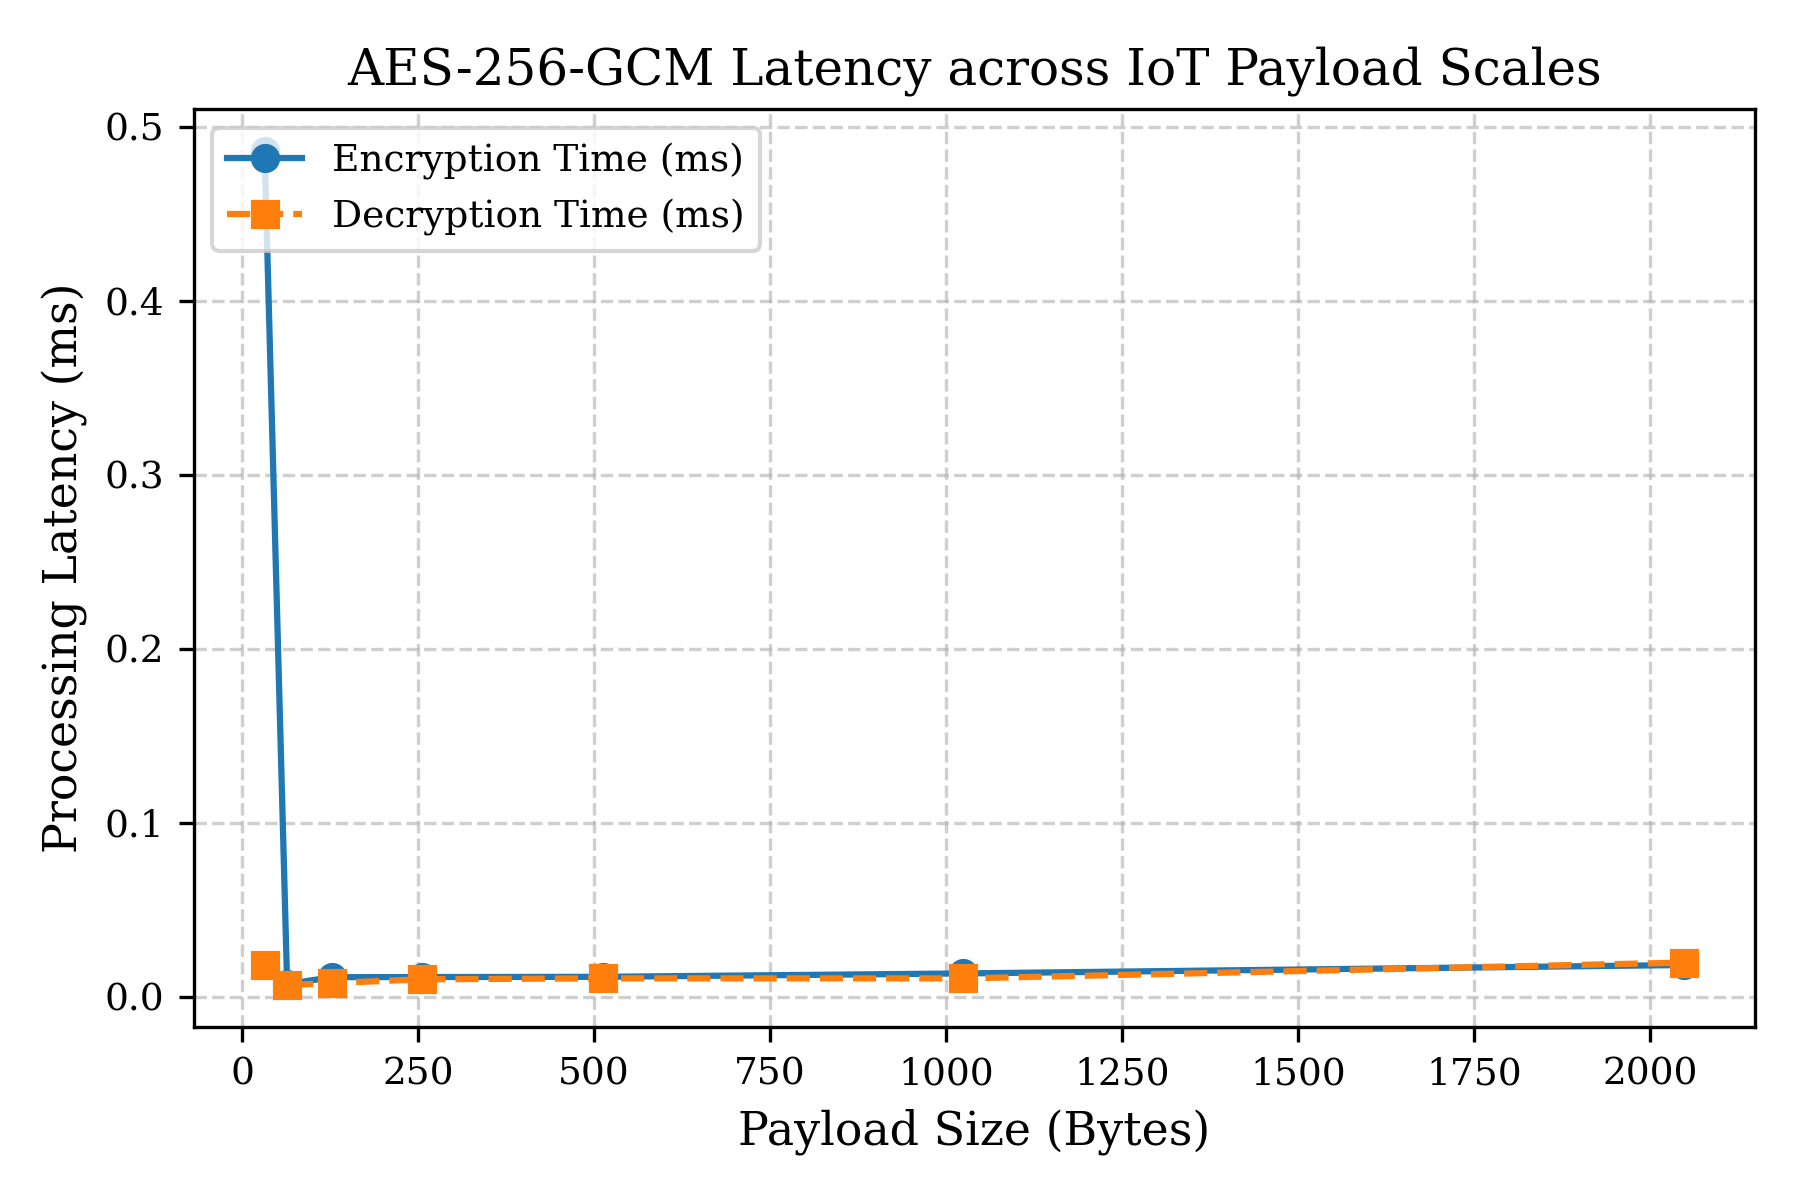 AES-256-GCM Latency across IoT Payload Scales
Encryption Time (ms)
Decryption Time (ms)
Processing Latency (ms)
0.5
0.4
0.3
0.2
0.1
0.0
0 250 500 750 1000 1250 1500 1750 2000
Payload Size (Bytes)